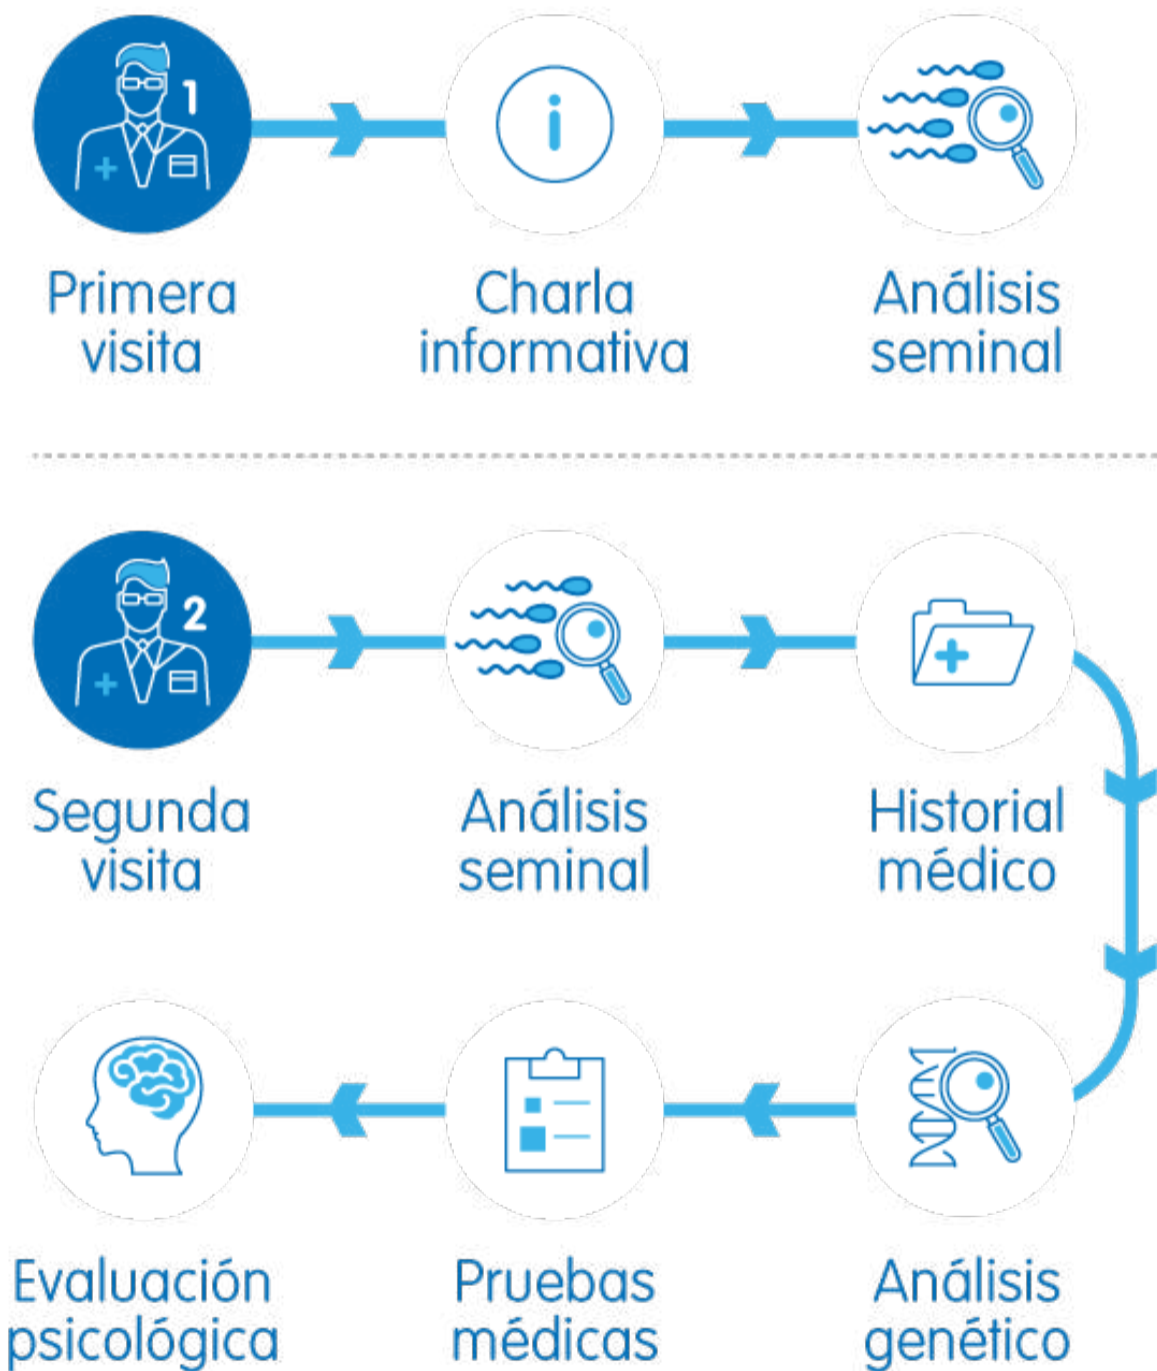 1
Primera
visita
i
Charla
informativa
Análisis
seminal
2
Segunda
visita
Análisis
seminal
Historial
médico
Evaluación
psicológica
Pruebas
médicas
Análisis
genético